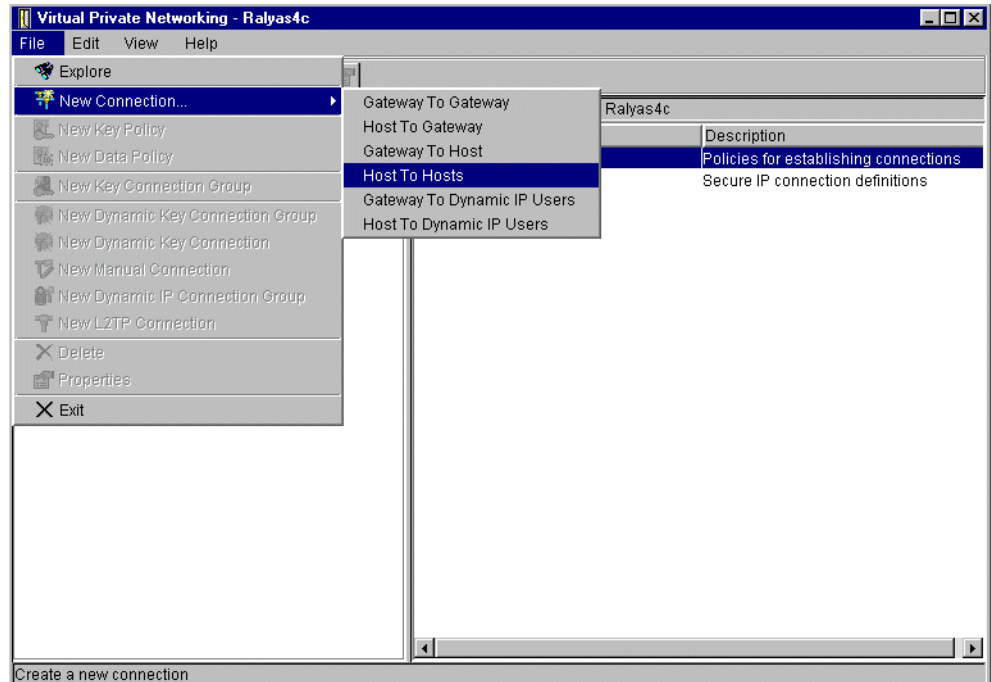 Virtual Private Networking - Ralyas4c
File Edit View Help
Explore
New Connection...
New Key Policy
New Data Policy
New Key Connection Group
New Dynamic Key Connection Group
New Dynamic Key Connection
New Manual Connection
New Dynamic IP Connection Group
New L2TP Connection
Delete
Properties
Exit
Gateway To Gateway
Host To Gateway
Gateway To Host
Host To Hosts
Gateway To Dynamic IP Users
Host To Dynamic IP Users
Ralyas4c
Description
Policies for establishing connections
Secure IP connection definitions
Create a new connection